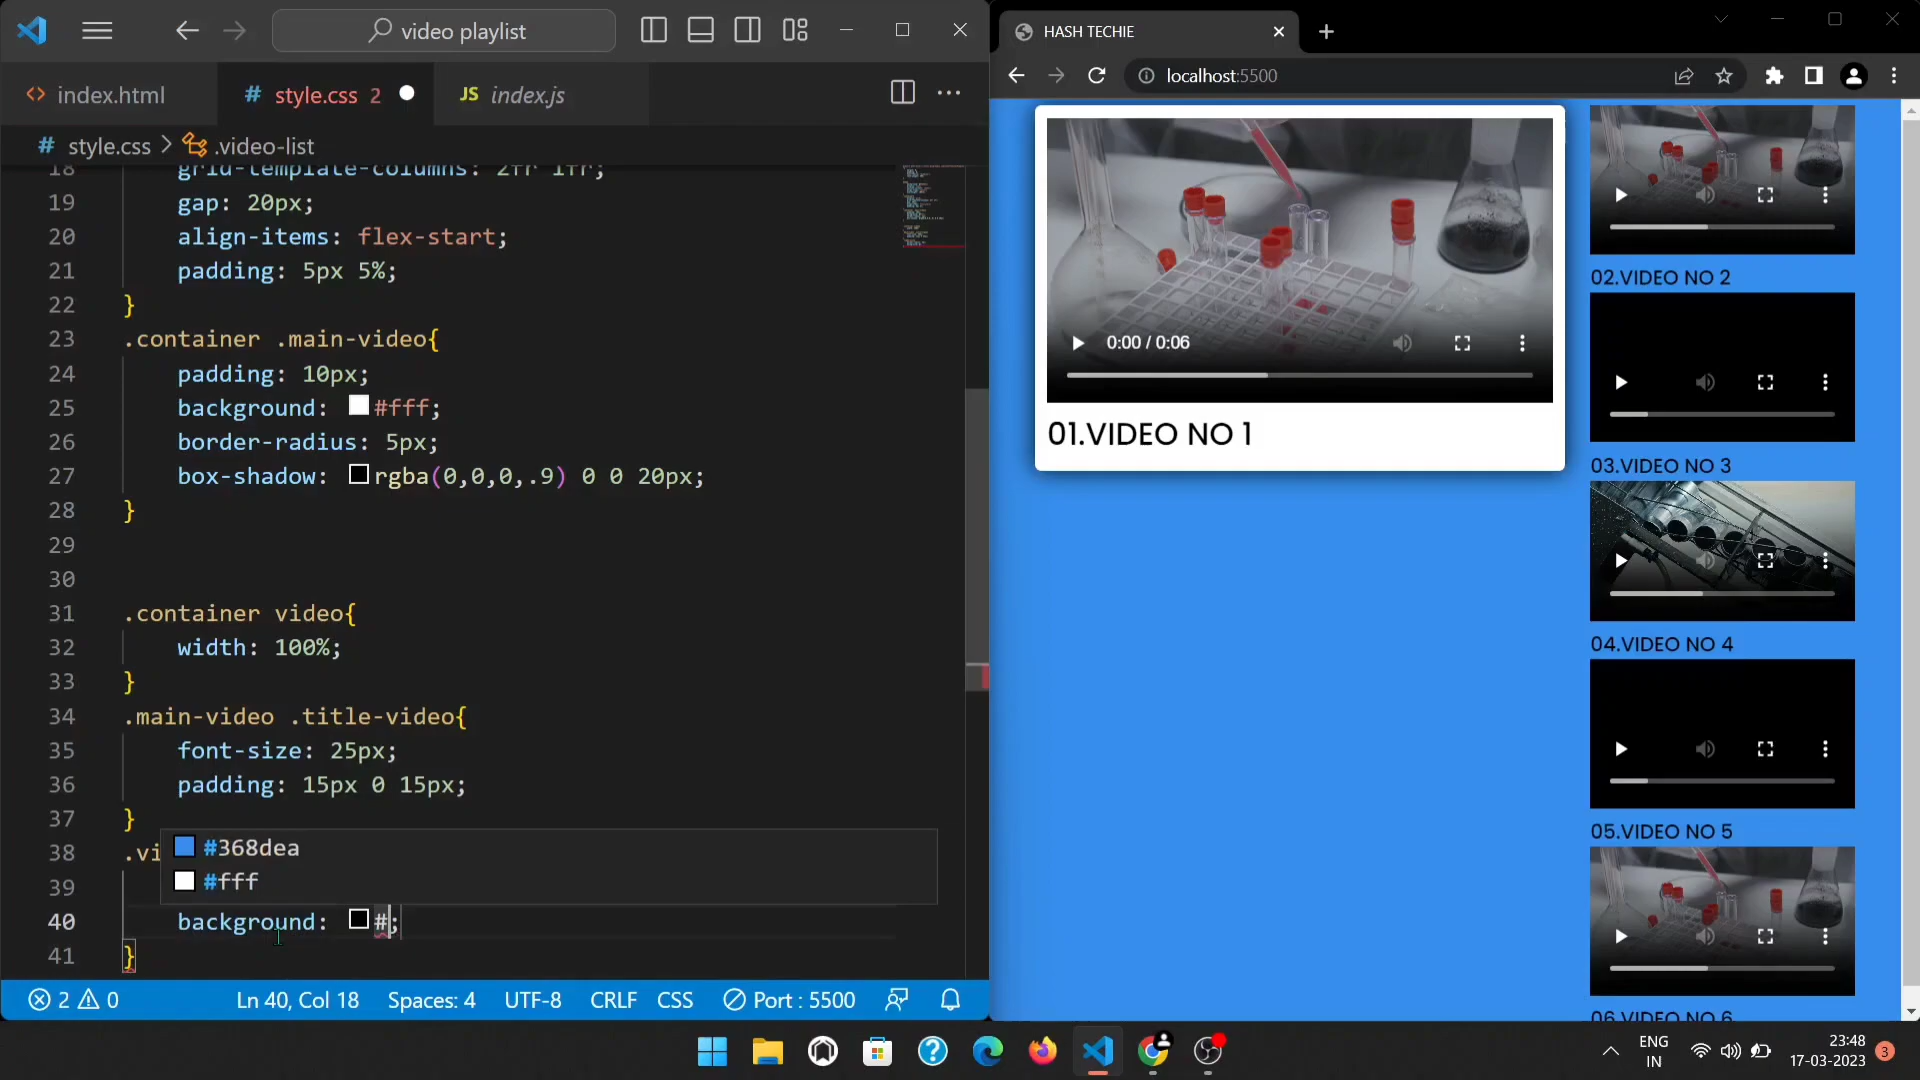 video playlist
index.html
# style.css 2
JS index.js
# style.css > .video-list
18 grid-template-columns: 2fr 1fr;
19 gap: 20px;
20 align-items: flex-start;
21 padding: 5px 5%;
22 }
23 .container .main-video{
24 padding: 10px;
25 background: #fff;
26 border-radius: 5px;
27 box-shadow: rgba(0,0,0,.9) 0 0 20px;
28 }
29
30
31 .container video{
32 width: 100%;
33 }
34 .main-video .title-video{
35 font-size: 25px;
36 padding: 15px 0 15px;
37 }
38 .vi
#368dea
#fff
39
40 background: #;
41 }
2 0
Ln 40, Col 18
Spaces: 4
UTF-8
CRLF
CSS
Port : 5500
HASH TECHIE
localhost:5500
0:00 / 0:06
01.VIDEO NO 1
02.VIDEO NO 2
03.VIDEO NO 3
04.VIDEO NO 4
05.VIDEO NO 5
06.VIDEO NO 6
ENG
IN
23:48
17-03-2023
3